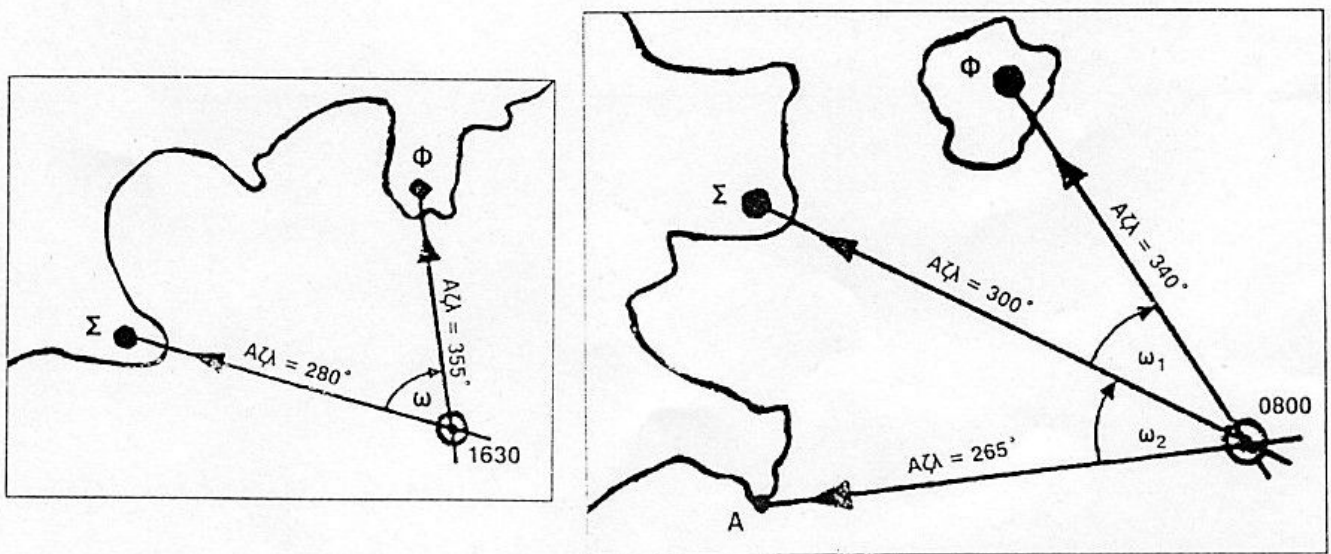 Φ
Σ
Αζλ = 280°
Αζλ = 355°
ω
1630
Φ
Σ
Αζλ = 340°
Αζλ = 300°
ω₁
0800
ω₂
Αζλ = 265°
Α